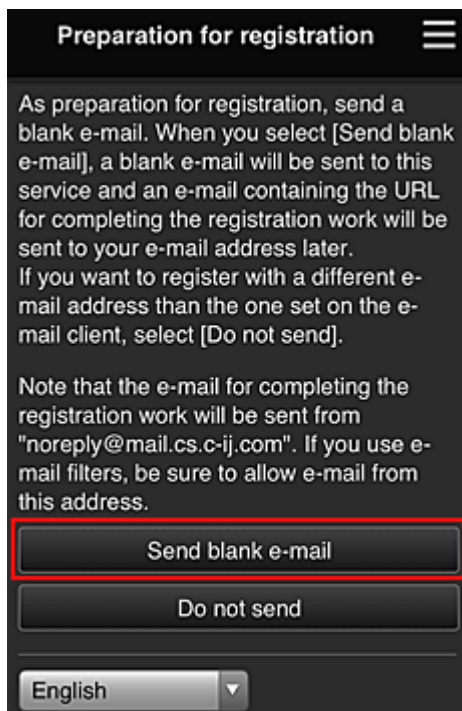 Preparation for registration
As preparation for registration, send a
blank e-mail. When you select [Send blank
e-mail], a blank e-mail will be sent to this
service and an e-mail containing the URL
for completing the registration work will be
sent to your e-mail address later.
If you want to register with a different e-
mail address than the one set on the e-
mail client, select [Do not send].
Note that the e-mail for completing the
registration work will be sent from
"noreply@mail.cs.c-ij.com". If you use e-
mail filters, be sure to allow e-mail from
this address.
Send blank e-mail
Do not send
English